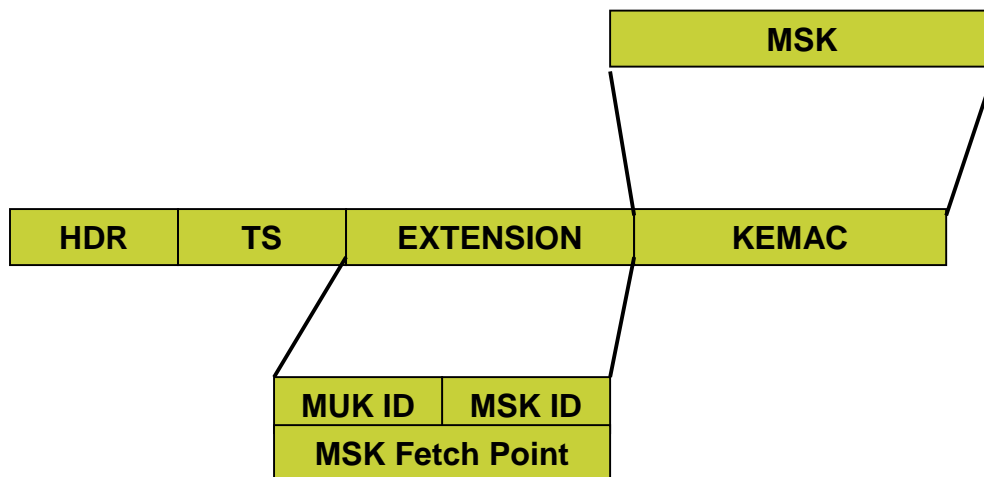 MSK
HDR TS EXTENSION KEMAC
MUK ID MSK ID
MSK Fetch Point